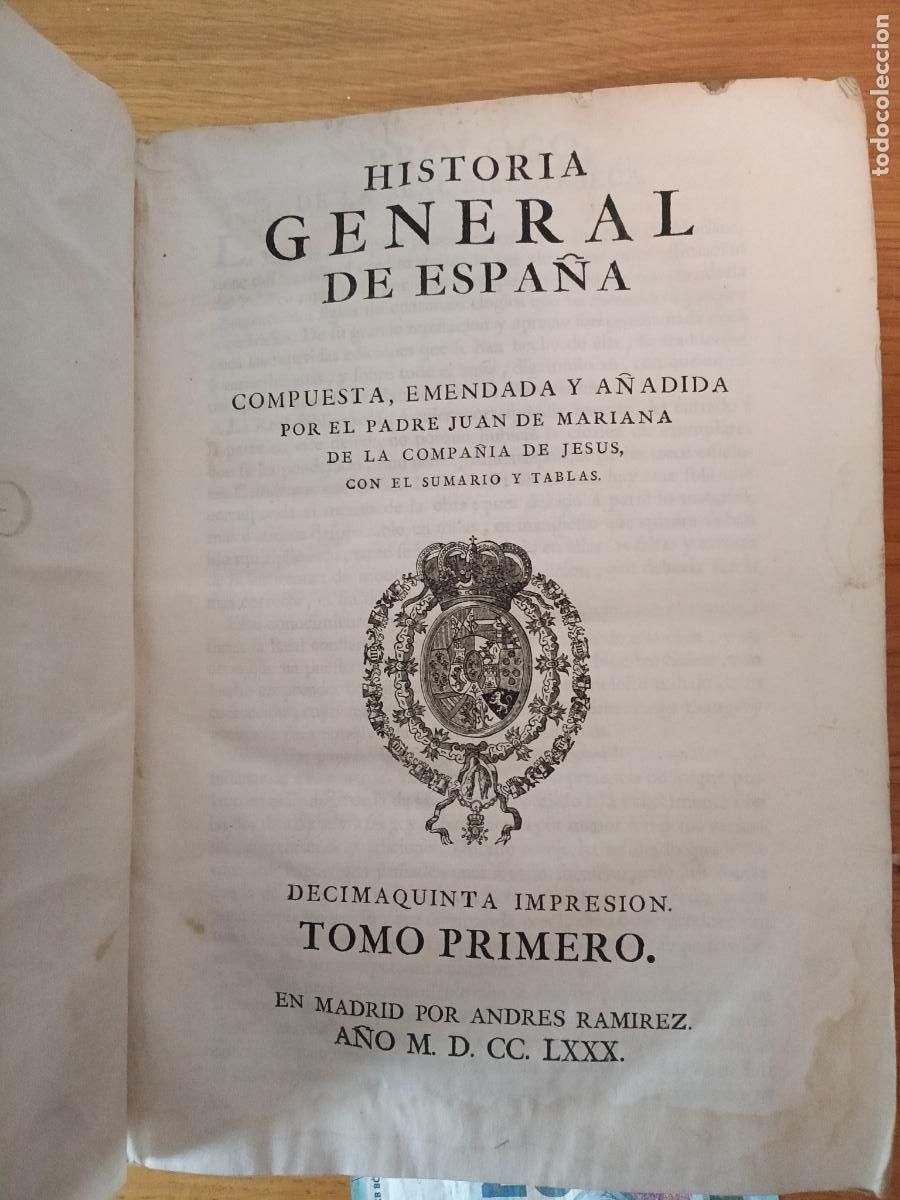 HISTORIA
GENERAL
DE ESPAÑA
COMPUESTA, EMENDADA Y AÑADIDA
POR EL PADRE JUAN DE MARIANA
DE LA COMPAÑIA DE JESUS,
CON EL SUMARIO Y TABLAS.
DECIMAQUINTA IMPRESION.
TOMO PRIMERO.
EN MADRID POR ANDRES RAMIREZ.
AÑO M. D. CC. LXXX.
todocoleccion